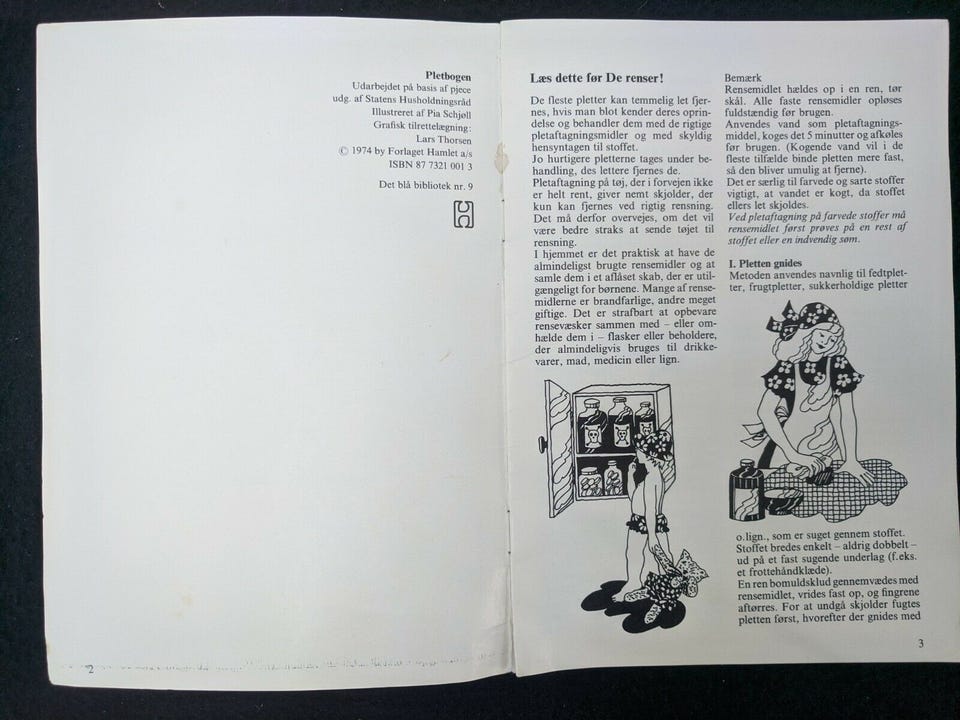 Pletbogen
Udarbejdet på basis af pjece
udg. af Statens Husholdningsråd
Illustreret af Pia Schjøll
Grafisk tilrettelægning:
Lars Thorsen
© 1974 by Forlaget Hamlet a/s
ISBN 87 7321 001 3
Det blå bibliotek nr. 9
2
Læs dette før De renser!
De fleste pletter kan temmelig let fjer-
nes, hvis man blot kender deres oprin-
delse og behandler dem med de rigtige
pletaftagningsmidler og med skyldig
hensyntagen til stoffet.
Jo hurtigere pletterne tages under be-
handling, des lettere fjernes de.
Pletaftagning på tøj, der i forvejen ikke
er helt rent, giver nemt skjolder, der
kun kan fjernes ved rigtig rensning.
Det må derfor overvejes, om det vil
være bedre straks at sende tøjet til
rensning.
I hjemmet er det praktisk at have de
almindeligst brugte rensemidler og at
samle dem i et aflåset skab, der er util-
gængeligt for børnene. Mange af rense-
midlerne er brandfarlige, andre meget
giftige. Det er strafbart at opbevare
rensevæsker sammen med – eller om-
hælde dem i – flasker eller beholdere,
der almindeligvis bruges til drikke-
varer, mad, medicin eller lign.
Bemærk
Rensemidlet hældes op i en ren, tør
skål. Alle faste rensemidler opløses
fuldstændig før brugen.
Anvendes vand som pletaftagnings-
middel, koges det 5 minutter og afkøles
før brugen. (Kogende vand vil i de
fleste tilfælde binde pletten mere fast,
så den bliver umulig at fjerne).
Det er særlig til farvede og sarte stoffer
vigtigt, at vandet er kogt, da stoffet
ellers let skjoldes.
Ved pletaftagning på farvede stoffer må
rensemidlet først prøves på en rest af
stoffet eller en indvendig søm.
I. Pletten gnides
Metoden anvendes navnlig til fedtplet-
ter, frugtpletter, sukkerholdige pletter
o.lign., som er suget gennem stoffet.
Stoffet bredes enkelt – aldrig dobbelt –
ud på et fast sugende underlag (f.eks.
et frottehåndklæde).
En ren bomuldsklud gennemvædes med
rensemidlet, vrides fast op, og fingrene
aftørres. For at undgå skjolder fugtes
pletten først, hvorefter der gnides med
3